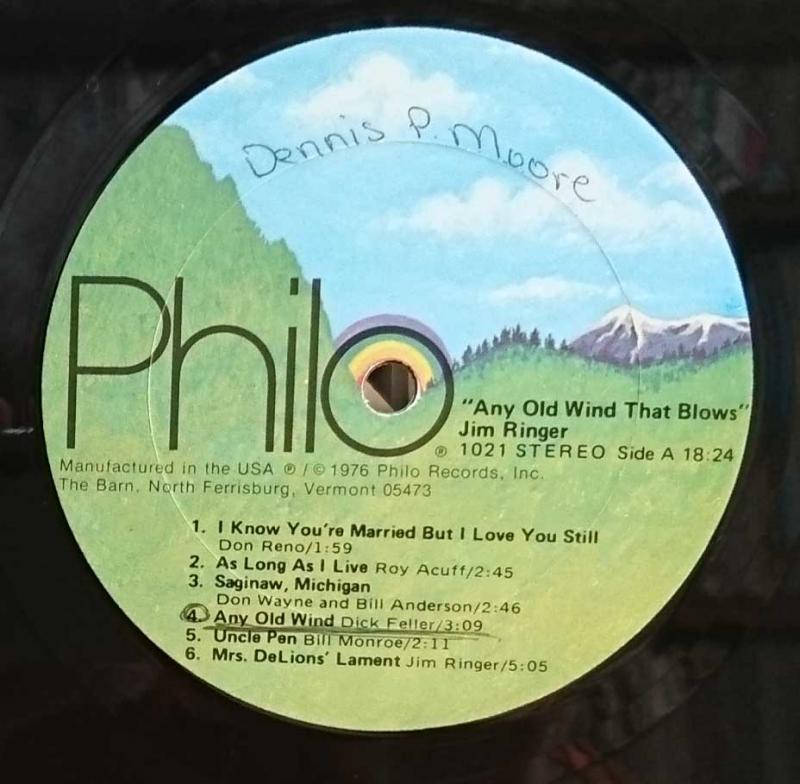 Dennis P. Moore
Philo
"Any Old Wind That Blows"
Jim Ringer
℗ 1021 STEREO Side A 18:24
Manufactured in the USA ℗/© 1976 Philo Records, Inc.
The Barn, North Ferrisburg, Vermont 05473
1. I Know You're Married But I Love You Still
Don Reno/1:59
2. As Long As I Live Roy Acuff/2:45
3. Saginaw, Michigan
Don Wayne and Bill Anderson/2:46
4. Any Old Wind Dick Feller/3:09
5. Uncle Pen Bill Monroe/2:11
6. Mrs. DeLions' Lament Jim Ringer/5:05